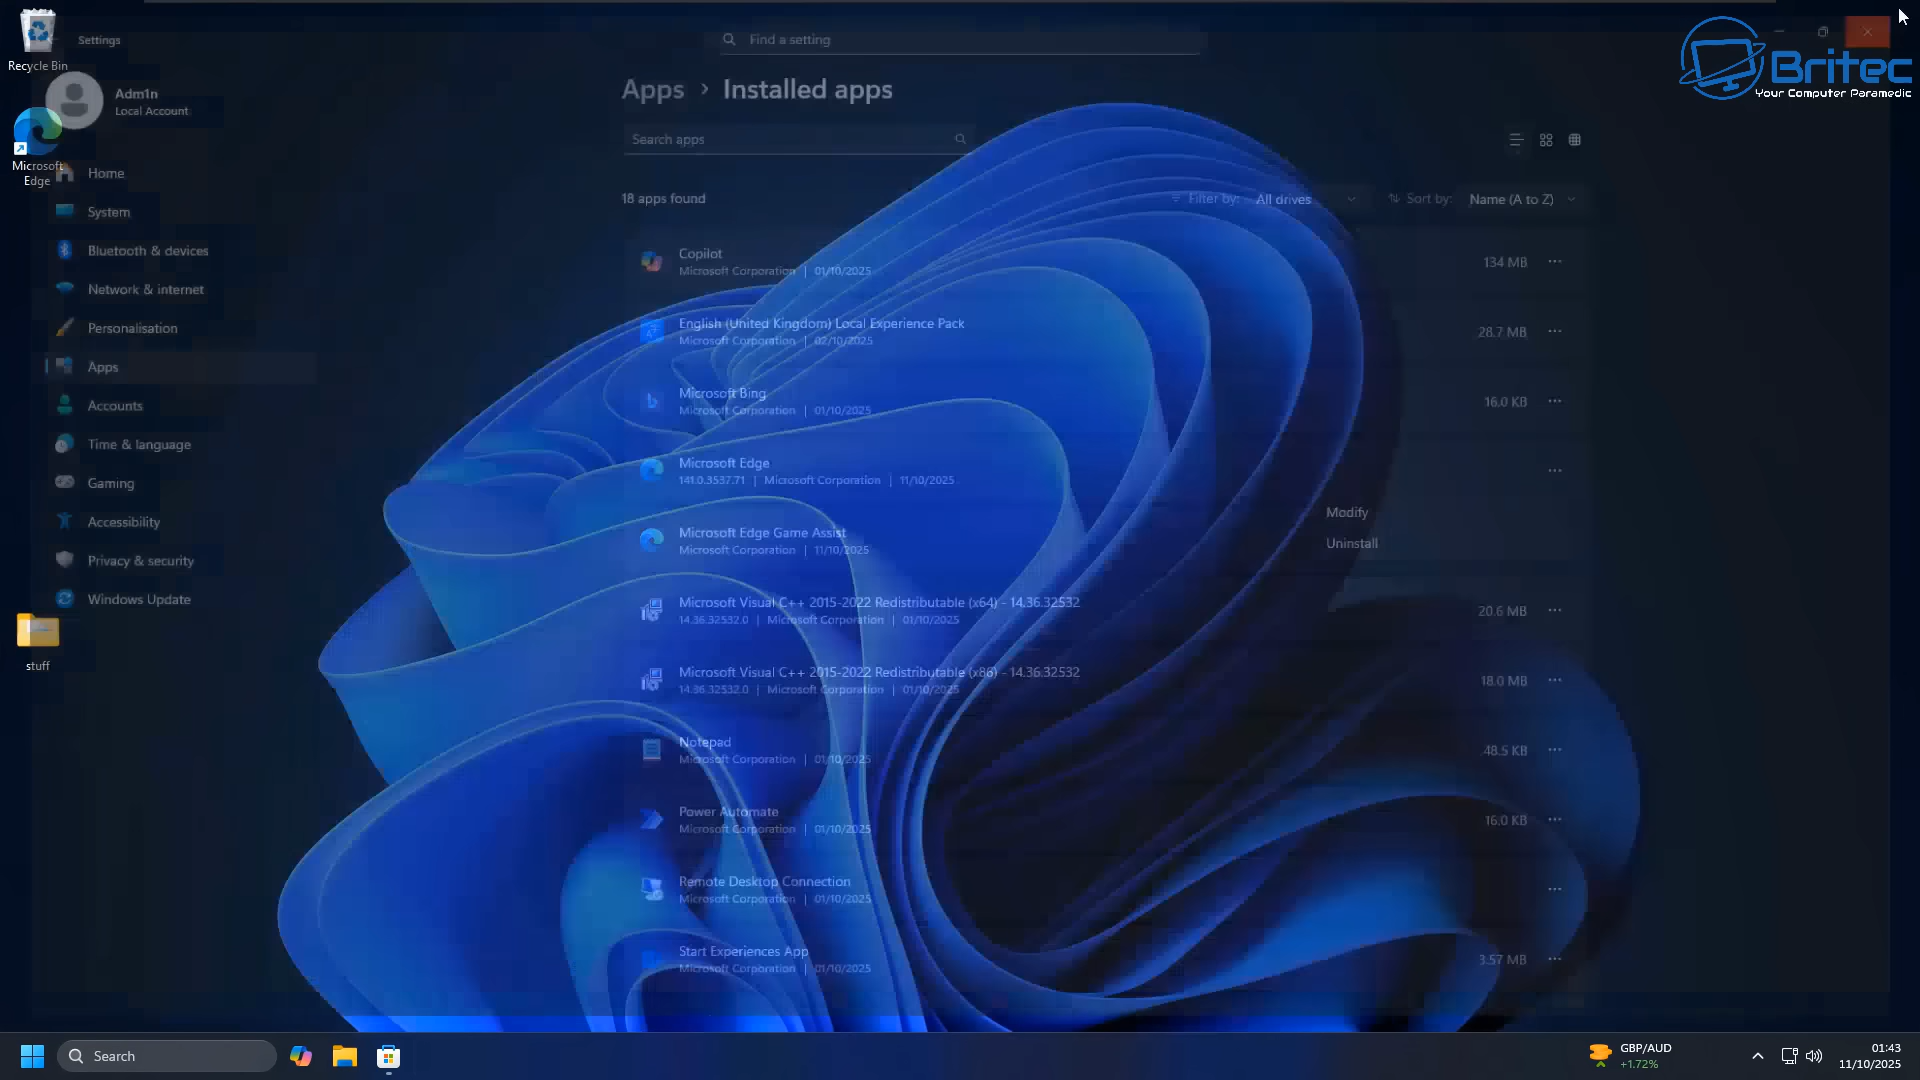 Recycle Bin
Settings
Find a setting
Britec
Your Computer Paramedic
Adm1n
Local Account
Microsoft
Edge
Home
System
Bluetooth & devices
Network & internet
Personalisation
Apps
Accounts
Time & language
Gaming
Accessibility
Privacy & security
Windows Update
stuff
Apps › Installed apps
Search apps
18 apps found
Filter by: All drives
Sort by: Name (A to Z)
Copilot
Microsoft Corporation | 01/10/2025
134 MB
English (United Kingdom) Local Experience Pack
Microsoft Corporation | 02/10/2025
28.7 MB
Microsoft Bing
Microsoft Corporation | 01/10/2025
16.0 KB
Microsoft Edge
141.0.3537.71 | Microsoft Corporation | 11/10/2025
Modify
Uninstall
Microsoft Edge Game Assist
Microsoft Corporation | 11/10/2025
Microsoft Visual C++ 2015-2022 Redistributable (x64) - 14.36.32532
14.36.32532.0 | Microsoft Corporation | 01/10/2025
20.6 MB
Microsoft Visual C++ 2015-2022 Redistributable (x86) - 14.36.32532
14.36.32532.0 | Microsoft Corporation | 01/10/2025
18.0 MB
Notepad
Microsoft Corporation | 01/10/2025
48.5 KB
Power Automate
Microsoft Corporation | 01/10/2025
16.0 KB
Remote Desktop Connection
Microsoft Corporation | 01/10/2025
Start Experiences App
Microsoft Corporation | 01/10/2025
3.57 MB
Search
GBP/AUD
+1.72%
01:43
11/10/2025